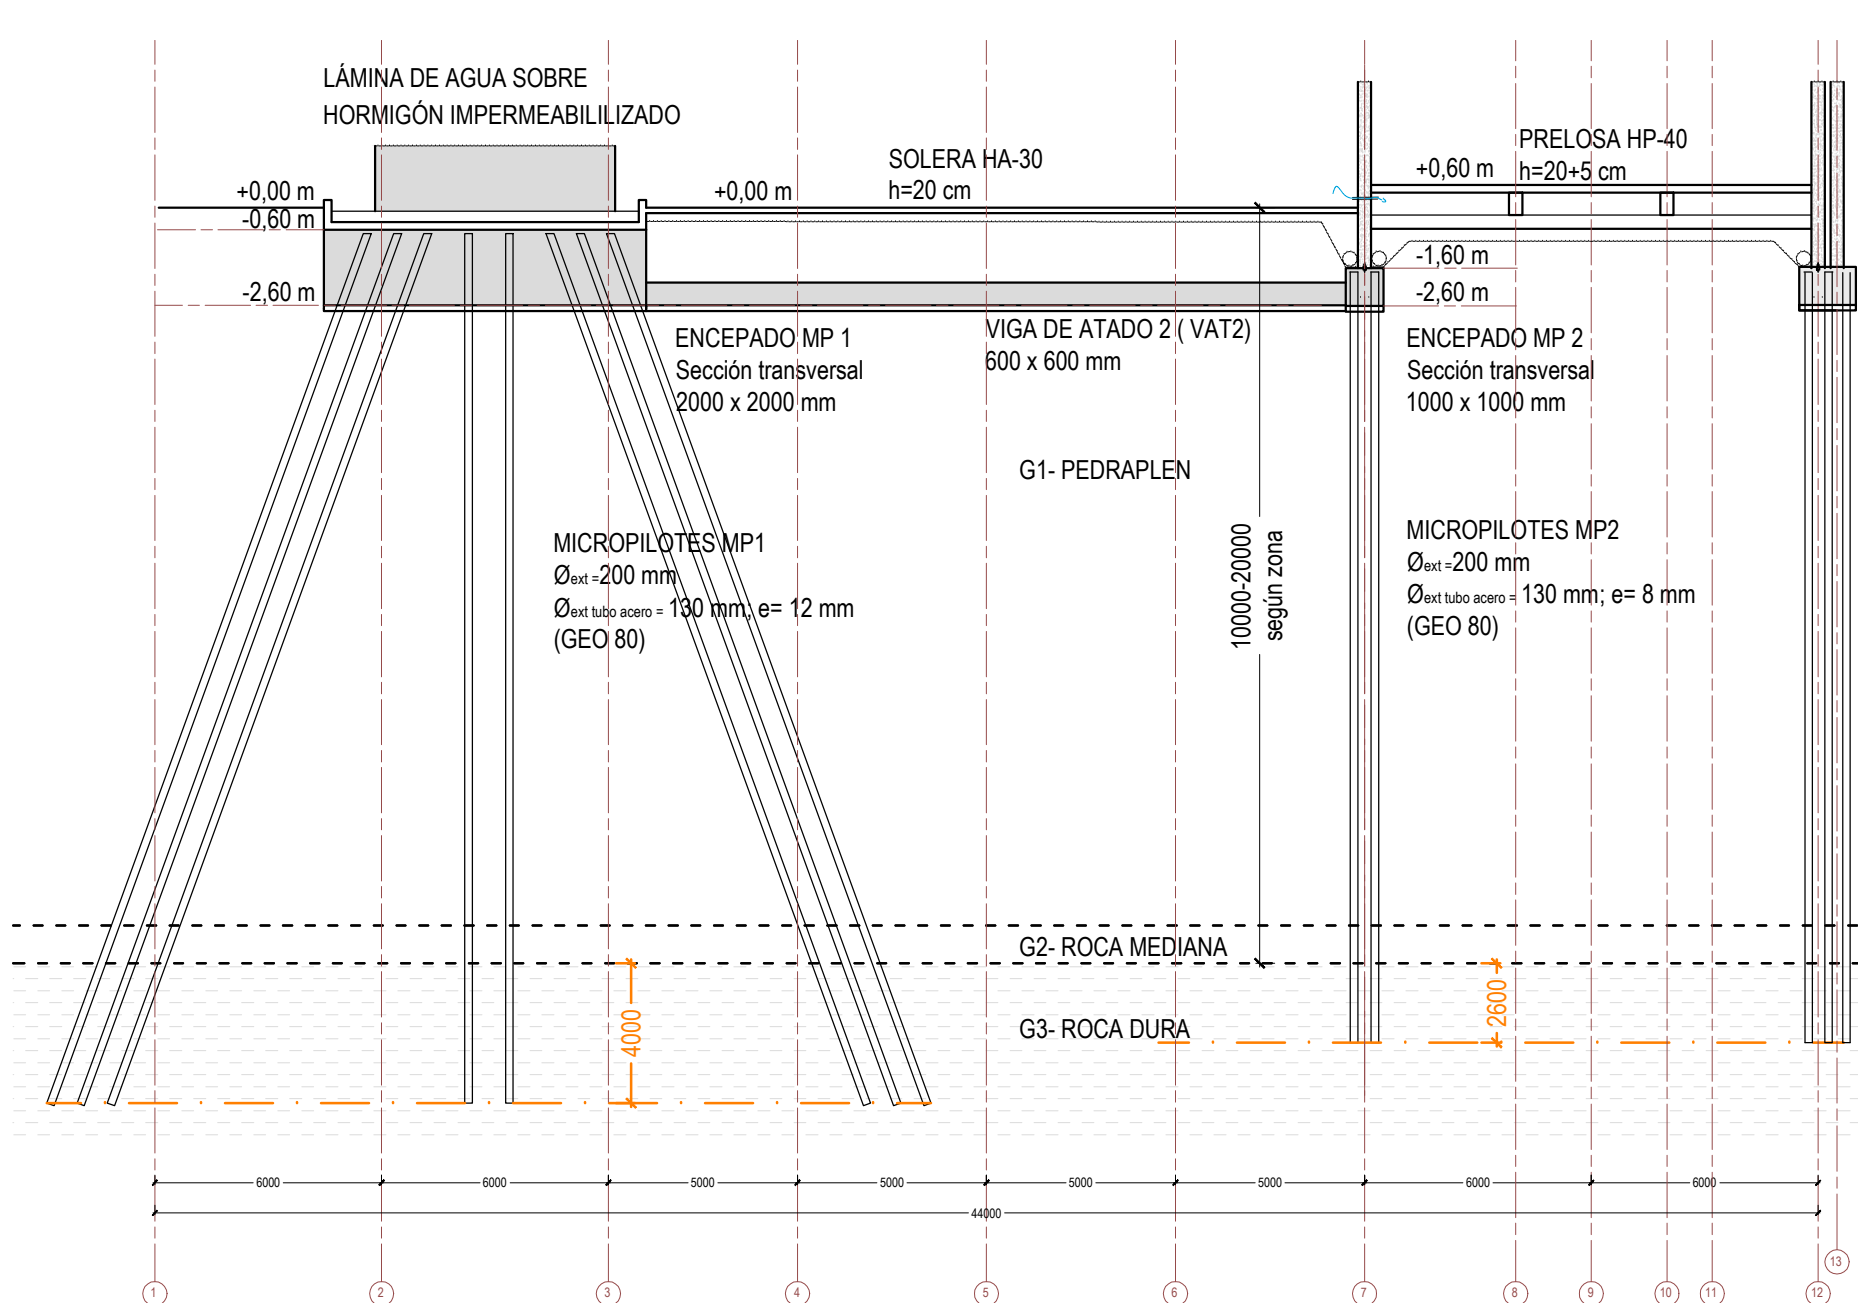 LÁMINA DE AGUA SOBRE
HORMIGÓN IMPERMEABILILIZADO
+0,00 m
-0,60 m
-2,60 m
+0,00 m
SOLERA HA-30
h=20 cm
PRELOSA HP-40
h=20+5 cm
+0,60 m
-1,60 m
-2,60 m
ENCEPADO MP 1
Sección transversal
2000 x 2000 mm
VIGA DE ATADO 2 ( VAT2)
600 x 600 mm
ENCEPADO MP 2
Sección transversal
1000 x 1000 mm
G1- PEDRAPLEN
MICROPILOTES MP1
Øext =200 mm
Øext tubo acero = 130 mm; e= 12 mm
(GEO 80)
10000-20000
según zona
MICROPILOTES MP2
Øext =200 mm
Øext tubo acero = 130 mm; e= 8 mm
(GEO 80)
G2- ROCA MEDIANA
G3- ROCA DURA
4000
2600
6000
6000
5000
5000
5000
5000
6000
6000
44000
1
2
3
4
5
6
7
8
9
10
11
12
13